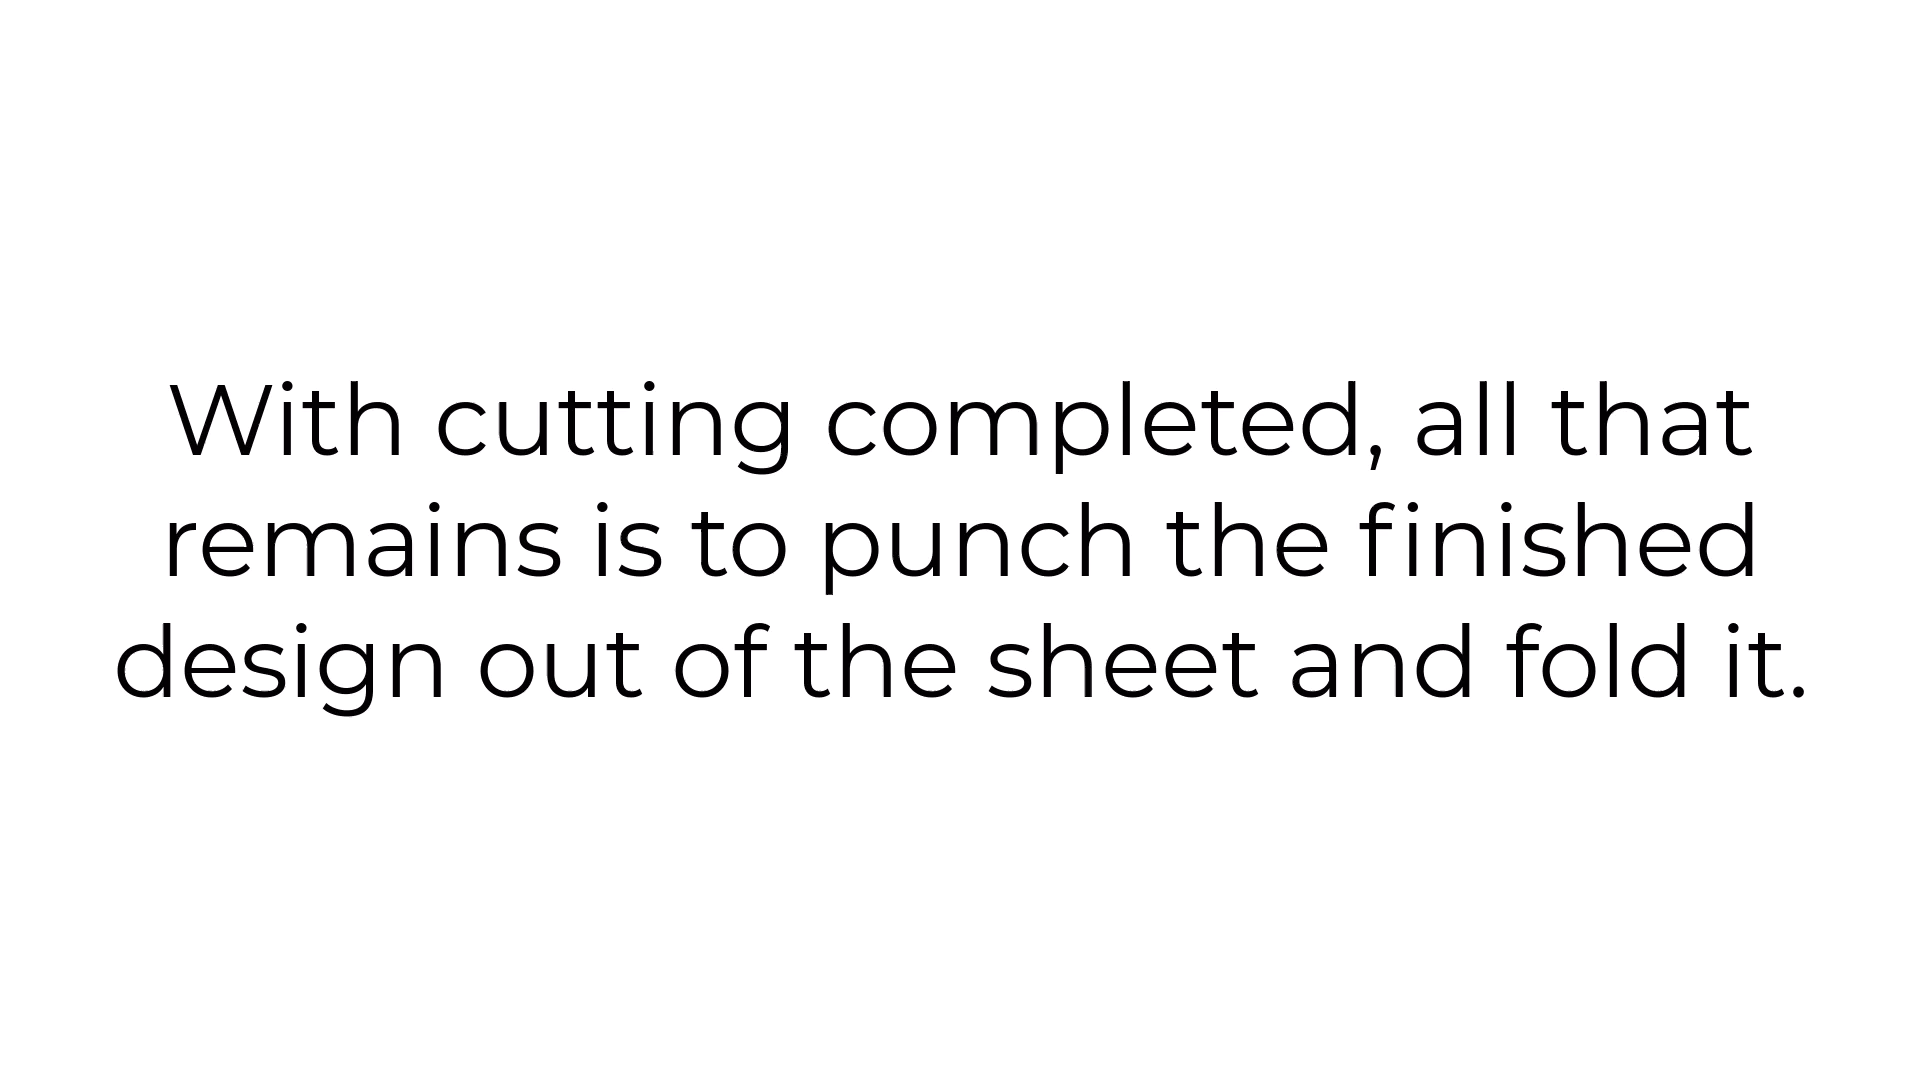 With cutting completed, all that
remains is to punch the finished
design out of the sheet and fold it.